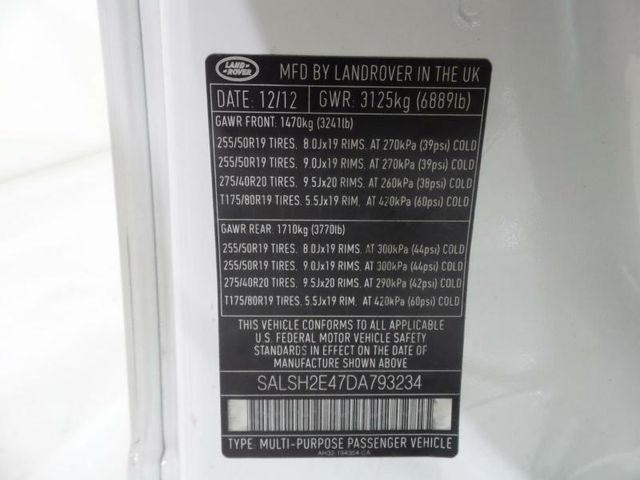 LAND ROVER
MFD BY LANDROVER IN THE UK
DATE: 12/12 GWR: 3125kg (6889lb)
GAWR FRONT: 1470kg (3241lb)
255/50R19 TIRES, 8.0Jx19 RIMS, AT 270kPa (39psi) COLD
255/50R19 TIRES, 9.0Jx19 RIMS, AT 270kPa (39psi) COLD
275/40R20 TIRES, 9.5Jx20 RIMS, AT 260kPa (38psi) COLD
T175/80R19 TIRES, 5.5Jx19 RIM, AT 420kPa (60psi) COLD
GAWR REAR: 1710kg (3770lb)
255/50R19 TIRES, 8.0Jx19 RIMS, AT 300kPa (44psi) COLD
255/50R19 TIRES, 9.0Jx19 RIMS, AT 300kPa (44psi) COLD
275/40R20 TIRES, 9.5Jx20 RIMS, AT 290kPa (42psi) COLD
T175/80R19 TIRES, 5.5Jx19 RIM, AT 420kPa (60psi) COLD
THIS VEHICLE CONFORMS TO ALL APPLICABLE
U.S. FEDERAL MOTOR VEHICLE SAFETY
STANDARDS IN EFFECT ON THE DATE OF
MANUFACTURE SHOWN ABOVE
SALSH2E47DA793234
TYPE: MULTI-PURPOSE PASSENGER VEHICLE